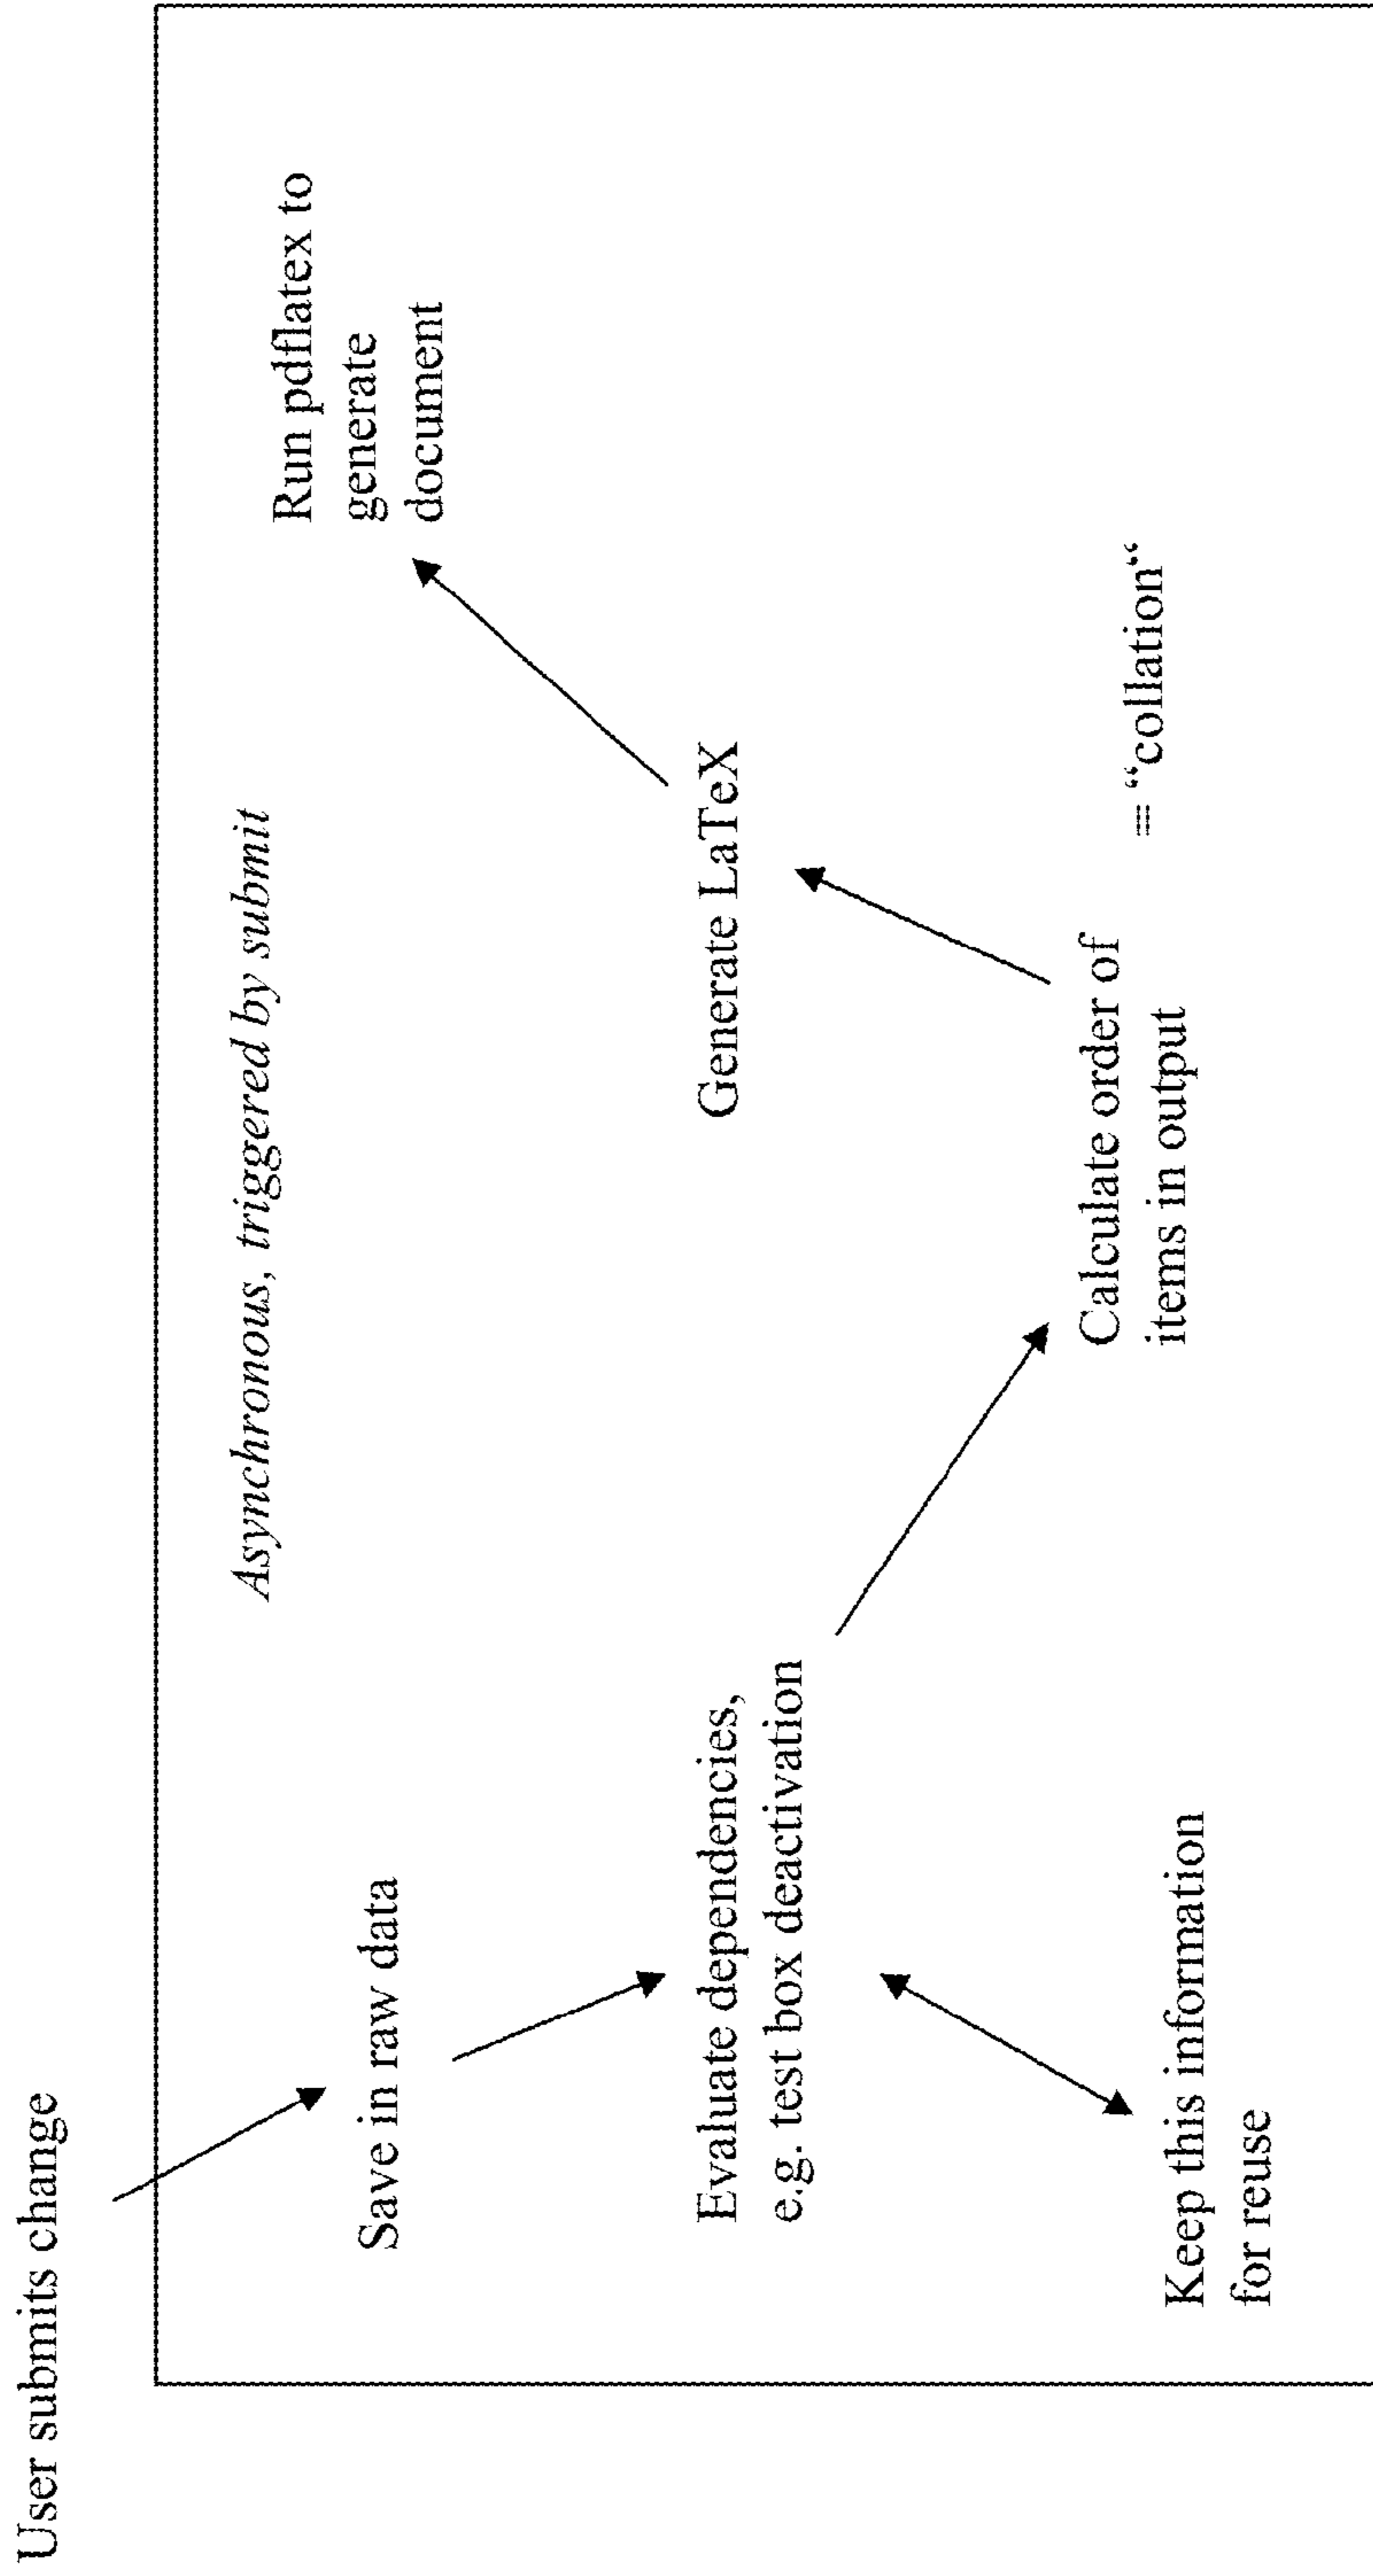 User submits change
Asynchronous, triggered by submit
Save in raw data
Run pdflatex to
generate
document
Evaluate dependencies,
e.g. test box deactivation
Generate LaTeX
Calculate order of
items in output
≡ “collation“
Keep this information
for reuse